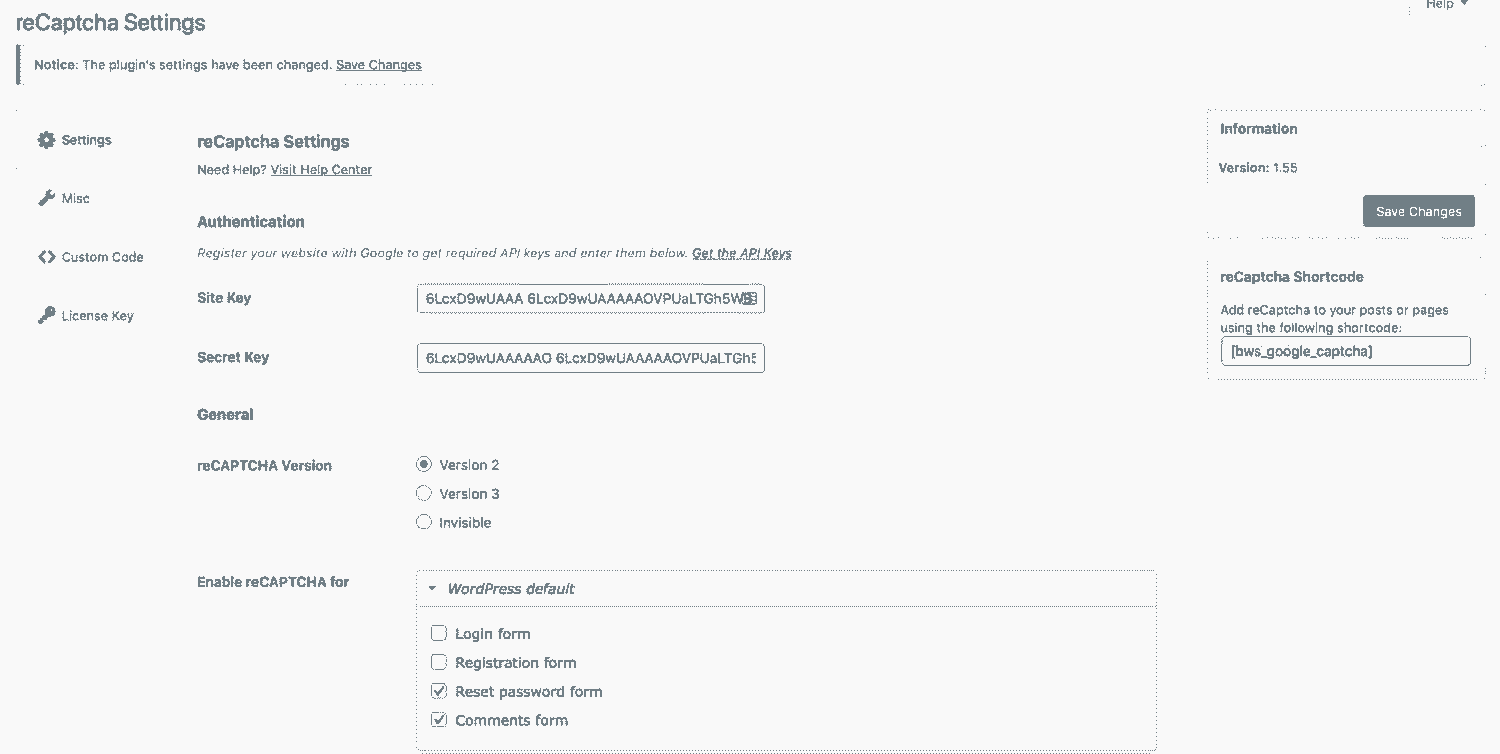 Help
reCaptcha Settings
Notice: The plugin's settings have been changed. Save Changes
Settings
Misc
Custom Code
License Key
reCaptcha Settings
Need Help? Visit Help Center
Authentication
Register your website with Google to get required API keys and enter them below. Get the API Keys
Site Key
6LcxD9wUAAA 6LcxD9wUAAAAAOVPUaLTGh5W
Secret Key
6LcxD9wUAAAAAO 6LcxD9wUAAAAAOVPUaLTGh
General
reCAPTCHA Version
Version 2
Version 3
Invisible
Enable reCAPTCHA for
WordPress default
Login form
Registration form
Reset password form
Comments form
Information
Version: 1.55
Save Changes
reCaptcha Shortcode
Add reCaptcha to your posts or pages
using the following shortcode:
[bws_google_captcha]